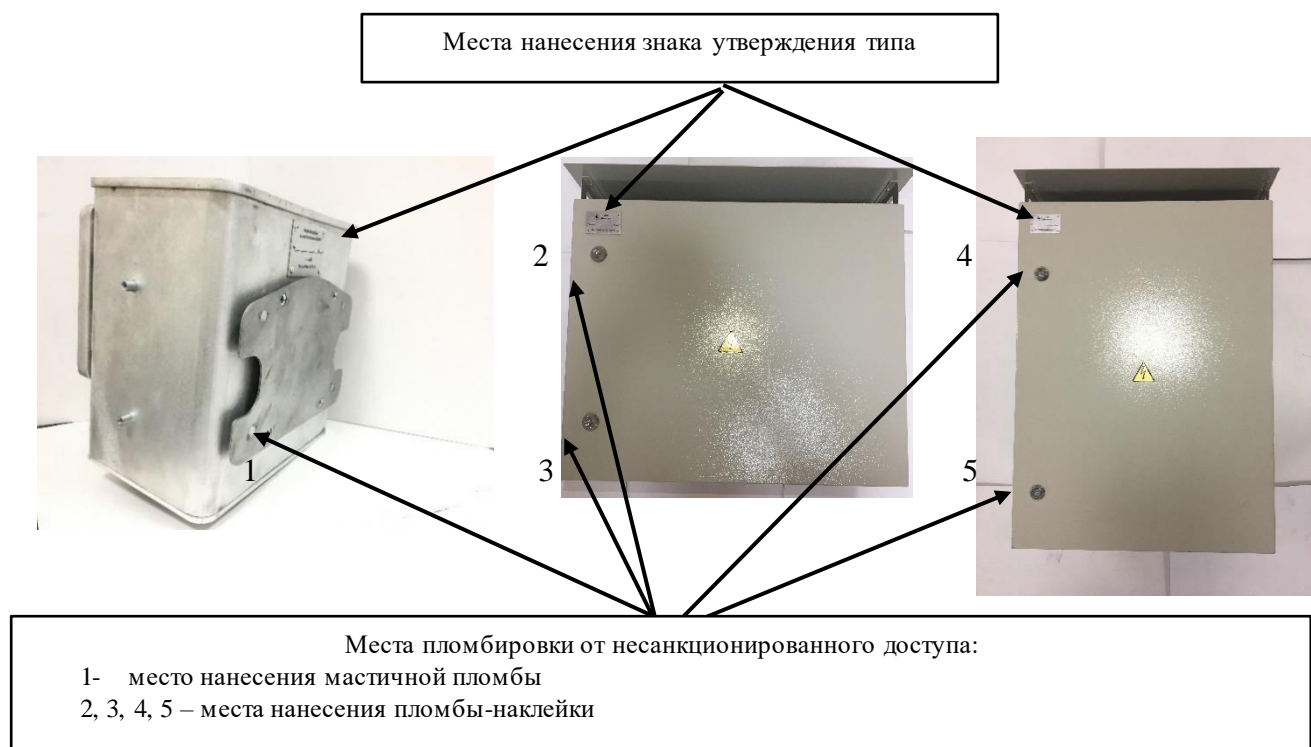 Места нанесения знака утверждения типа
2
4
3
5
1
Места пломбировки от несанкционированного доступа:
1- место нанесения мастичной пломбы
2, 3, 4, 5 – места нанесения пломбы-наклейки